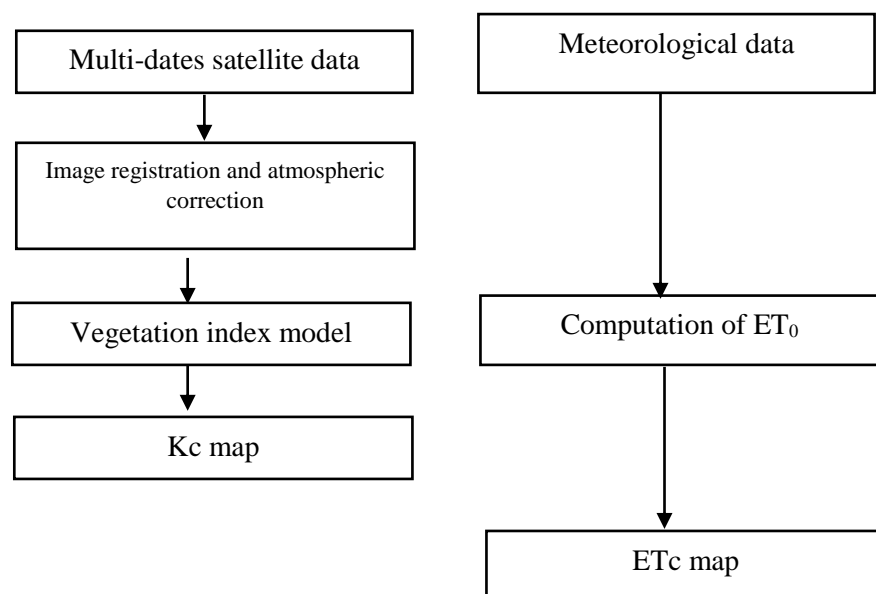 Multi-dates satellite data
Image registration and atmospheric
correction
Vegetation index model
Kc map
Meteorological data
Computation of ET₀
ETc map